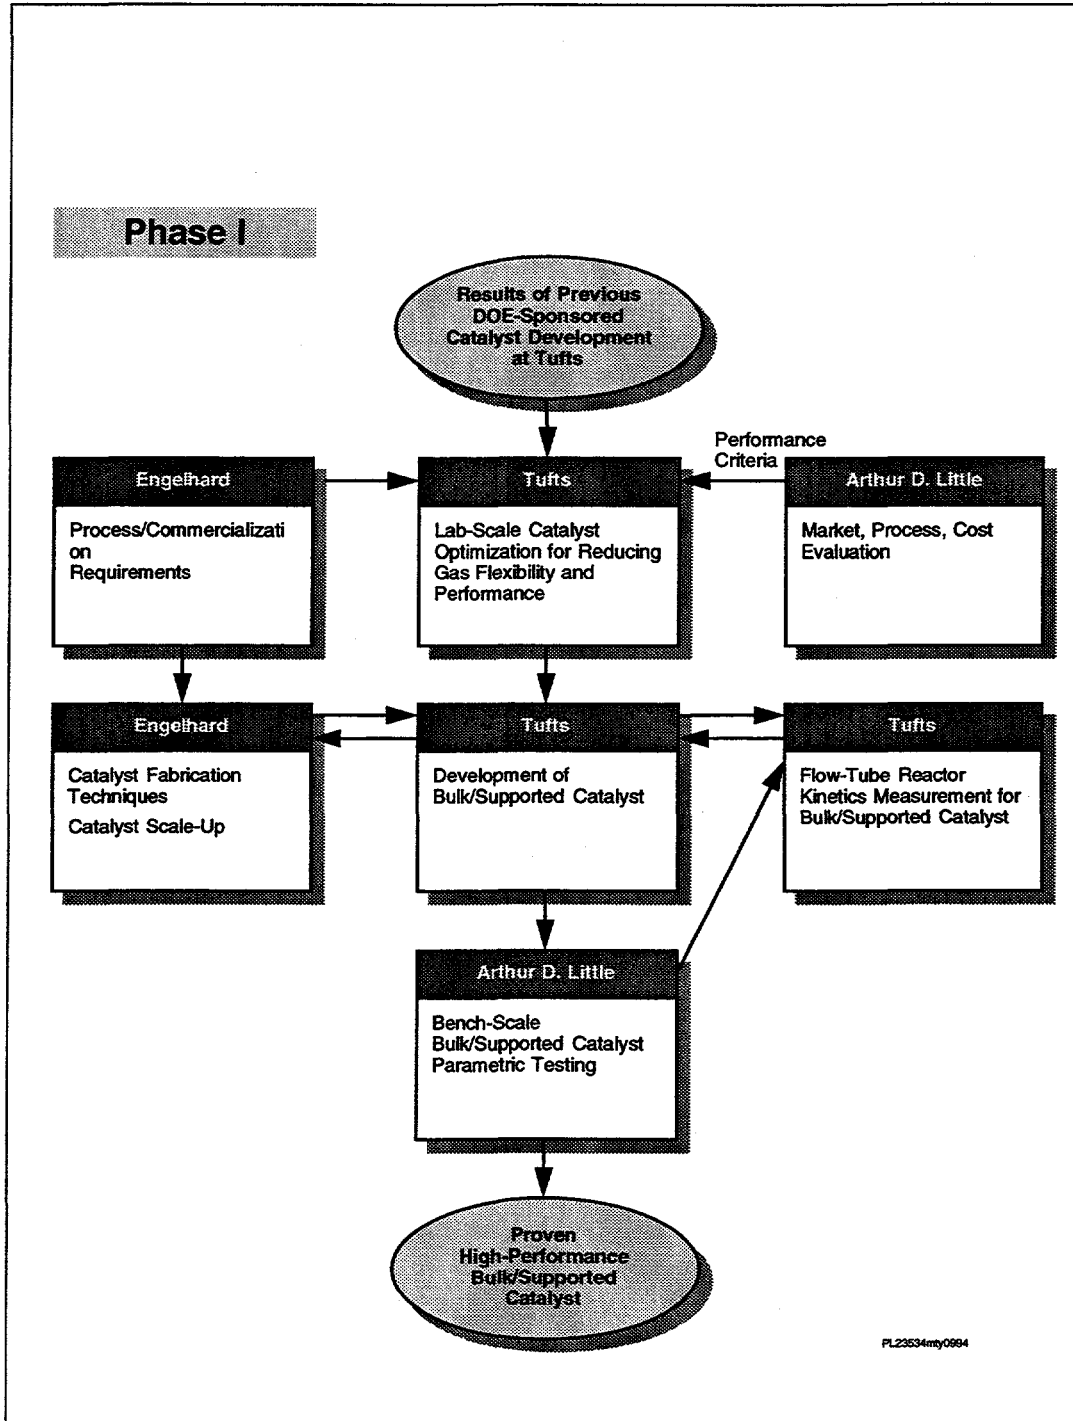 Phase I
Results of Previous
DOE-Sponsored
Catalyst Development
at Tufts
Performance
Criteria
Engelhard
Process/Commercializati
on
Requirements
Tufts
Lab-Scale Catalyst
Optimization for Reducing
Gas Flexibility and
Performance
Arthur D. Little
Market, Process, Cost
Evaluation
Engelhard
Catalyst Fabrication
Techniques
Catalyst Scale-Up
Tufts
Development of
Bulk/Supported Catalyst
Tufts
Flow-Tube Reactor
Kinetics Measurement for
Bulk/Supported Catalyst
Arthur D. Little
Bench-Scale
Bulk/Supported Catalyst
Parametric Testing
Proven
High-Performance
Bulk/Supported
Catalyst
PL23534mty0994